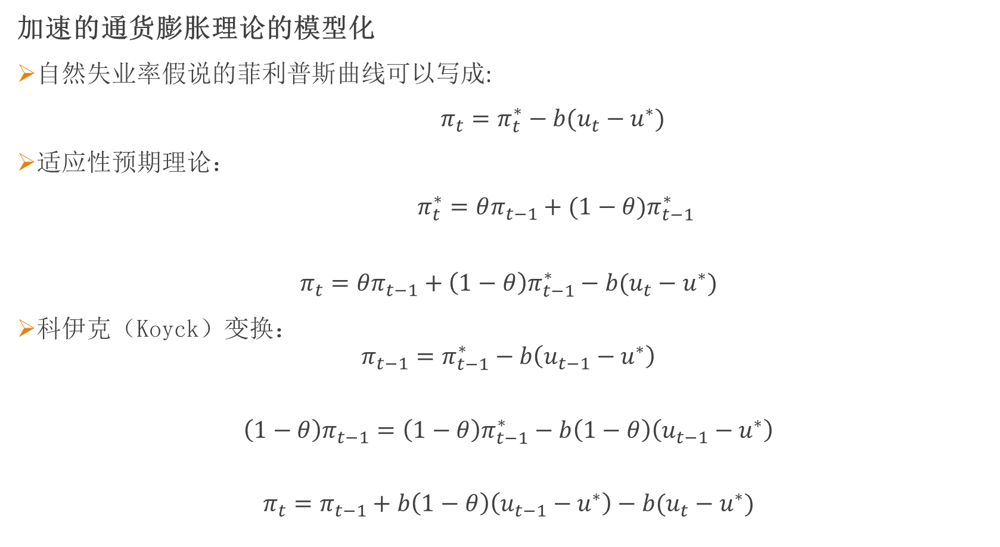 加速的通货膨胀理论的模型化
➢自然失业率假说的菲利普斯曲线可以写成:
$\pi_t = \pi_t^* - b(u_t - u^*)$
➢适应性预期理论：
$\pi_t^* = \theta\pi_{t-1} + (1-\theta)\pi_{t-1}^*$
$\pi_t = \theta\pi_{t-1} + (1-\theta)\pi_{t-1}^* - b(u_t - u^*)$
➢科伊克（Koyck）变换：
$\pi_{t-1} = \pi_{t-1}^* - b(u_{t-1} - u^*)$
$(1-\theta)\pi_{t-1} = (1-\theta)\pi_{t-1}^* - b(1-\theta)(u_{t-1} - u^*)$
$\pi_t = \pi_{t-1} + b(1-\theta)(u_{t-1} - u^*) - b(u_t - u^*)$